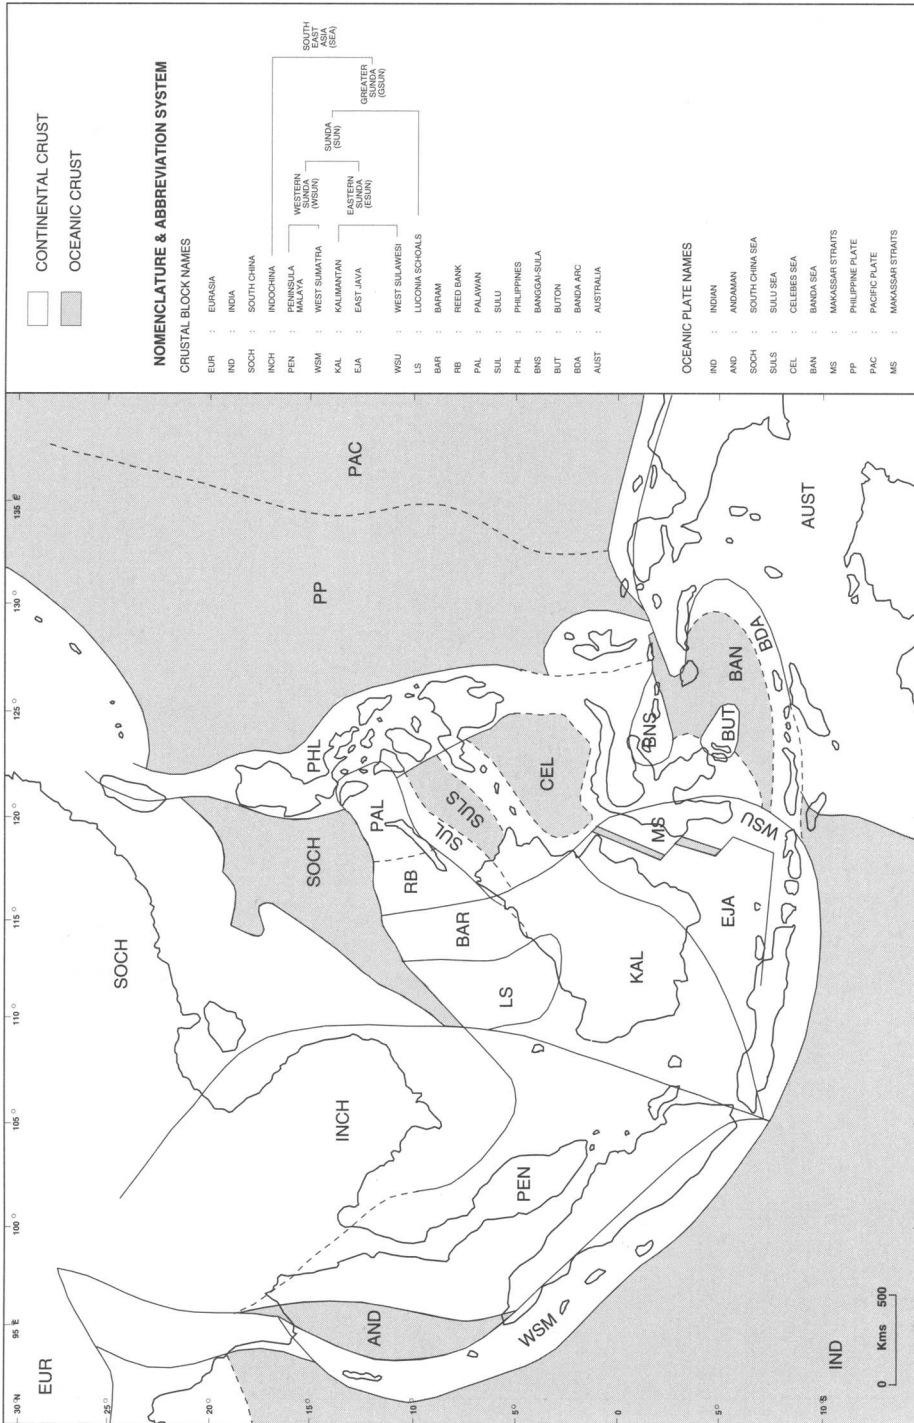 CONTINENTAL CRUST
OCEANIC CRUST
NOMENCLATURE & ABBREVIATION SYSTEM
CRUSTAL BLOCK NAMES
EUR : EURASIA
IND : INDIA
SOCH : SOUTH CHINA
INCH : INDOCHINA
PEN : PENINSULA
MALAYA
WSM : WEST SUMATRIA
KAL : KALIMANTAN
EJA : EAST JAVA
WSU : WEST SULAWESI
LS : LUCONIA SCHOALS
BAR : BARAM
RB : REED BANK
PAL : PALAWAN
SUL : SULU
PHL : PHILIPPINES
BNS : BANGGAI-SULA
BUT : BUTON
BDA : BANDA ARC
AUST : AUSTRALIA
WESTERN
SUNDA
(WSUN)
EASTERN
SUNDA
(ESUN)
SUNDA
(SUN)
GREATER
SUNDA
(GSUN)
SOUTH
EAST
ASIA
(SEA)
OCEANIC PLATE NAMES
IND : INDIAN
AND : ANDAMAN
SOCH : SOUTH CHINA SEA
SULS : SULU SEA
CEL : CELEBES SEA
BAN : BANDA SEA
MS : MAKASSAR STRAITS
PP : PHILIPPINE PLATE
PAC : PACIFIC PLATE
MS : MAKASSAR STRAITS
95° E
100°
105°
110°
115°
120°
125°
130°
135° E
30° N
20°
15°
10°
5°
0
5°
10° S
EUR
SOCH
INCH
PEN
AND
WSM
IND
SOCH
LS
BAR
RB
PAL
SUL
SULS
PHL
CEL
KAL
EJA
MS
WSU
BNS
BUT
BAN
BDA
AUST
PP
PAC
0 Kms 500